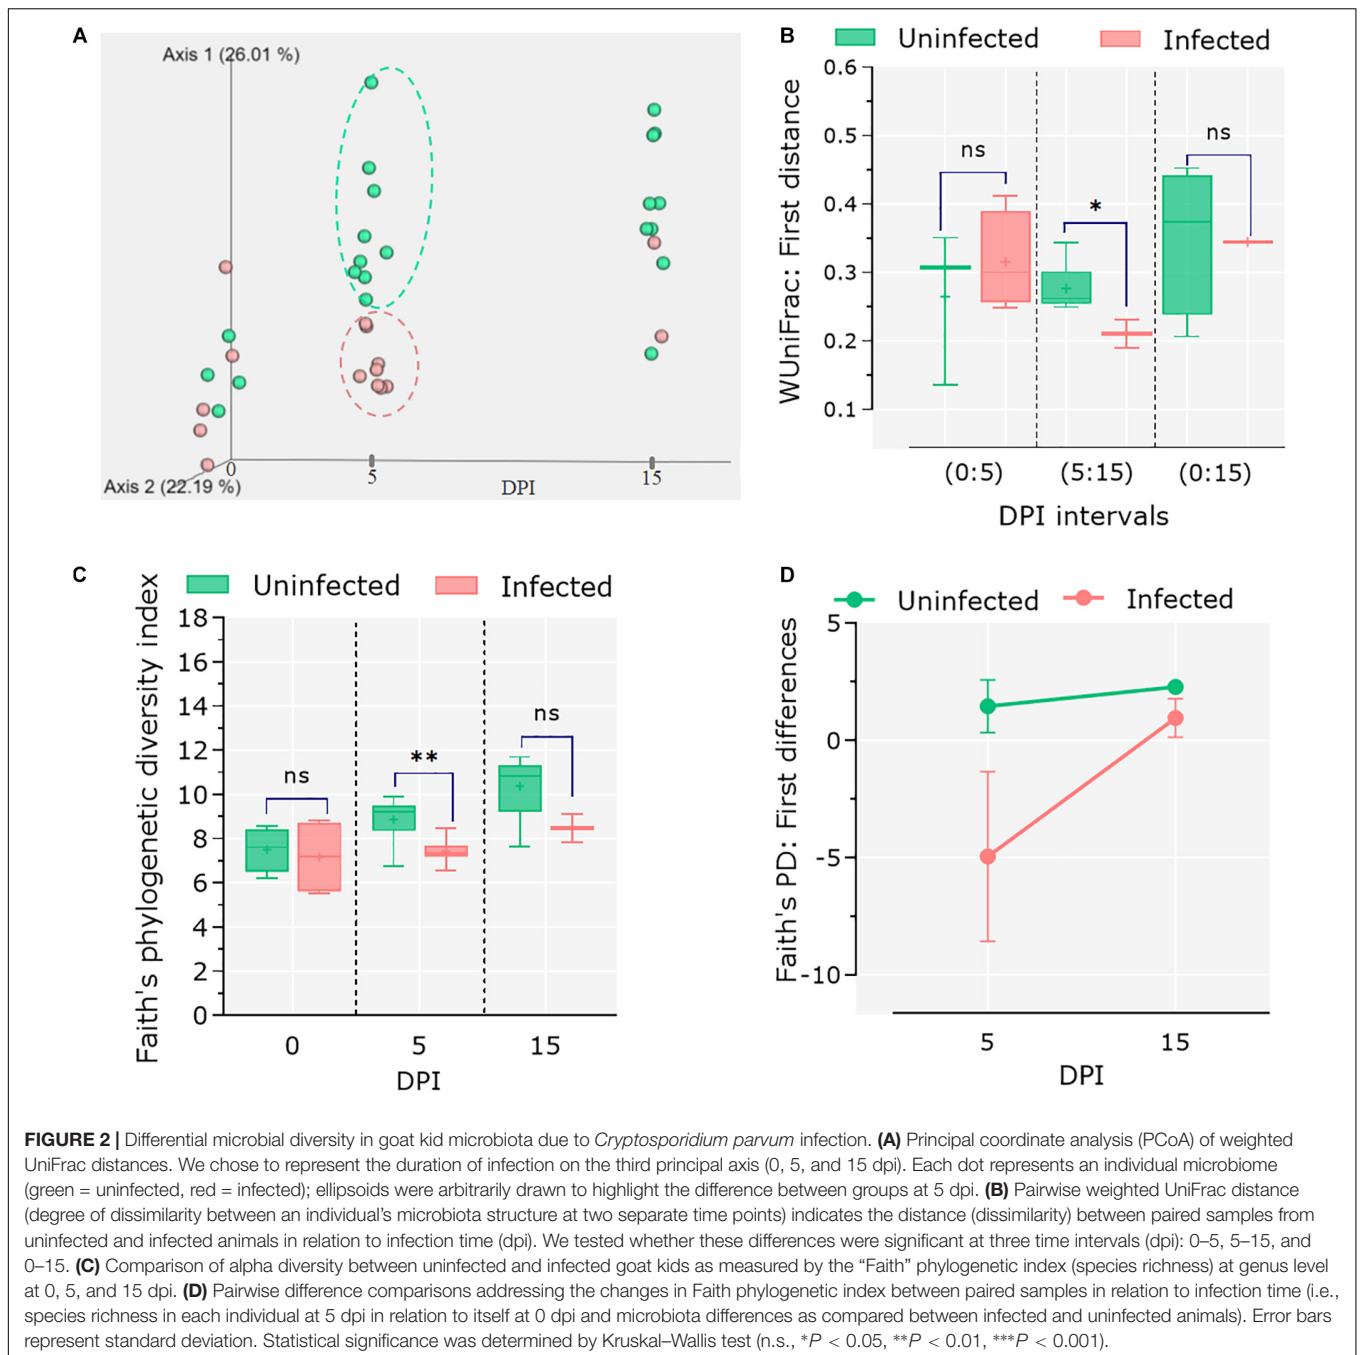 A
Axis 1 (26.01 %)
0
5
15
DPI
Axis 2 (22.19 %)
B
Uninfected
Infected
WUniFrac: First distance
0.6
0.5
0.4
0.3
0.2
0.1
ns
*
ns
(0:5)
(5:15)
(0:15)
DPI intervals
C
Uninfected
Infected
Faith's phylogenetic diversity index
18
16
14
12
10
8
6
4
2
0
ns
**
ns
0
5
15
DPI
D
Uninfected
Infected
Faith's PD: First differences
5
0
-5
-10
5
15
DPI
FIGURE 2 | Differential microbial diversity in goat kid microbiota due to Cryptosporidium parvum infection. (A) Principal coordinate analysis (PCoA) of weighted
UniFrac distances. We chose to represent the duration of infection on the third principal axis (0, 5, and 15 dpi). Each dot represents an individual microbiome
(green = uninfected, red = infected); ellipsoids were arbitrarily drawn to highlight the difference between groups at 5 dpi. (B) Pairwise weighted UniFrac distance
(degree of dissimilarity between an individual's microbiota structure at two separate time points) indicates the distance (dissimilarity) between paired samples from
uninfected and infected animals in relation to infection time (dpi). We tested whether these differences were significant at three time intervals (dpi): 0–5, 5–15, and
0–15. (C) Comparison of alpha diversity between uninfected and infected goat kids as measured by the “Faith” phylogenetic index (species richness) at genus level
at 0, 5, and 15 dpi. (D) Pairwise difference comparisons addressing the changes in Faith phylogenetic index between paired samples in relation to infection time (i.e.,
species richness in each individual at 5 dpi in relation to itself at 0 dpi and microbiota differences as compared between infected and uninfected animals). Error bars
represent standard deviation. Statistical significance was determined by Kruskal–Wallis test (n.s., *P < 0.05, **P < 0.01, ***P < 0.001).